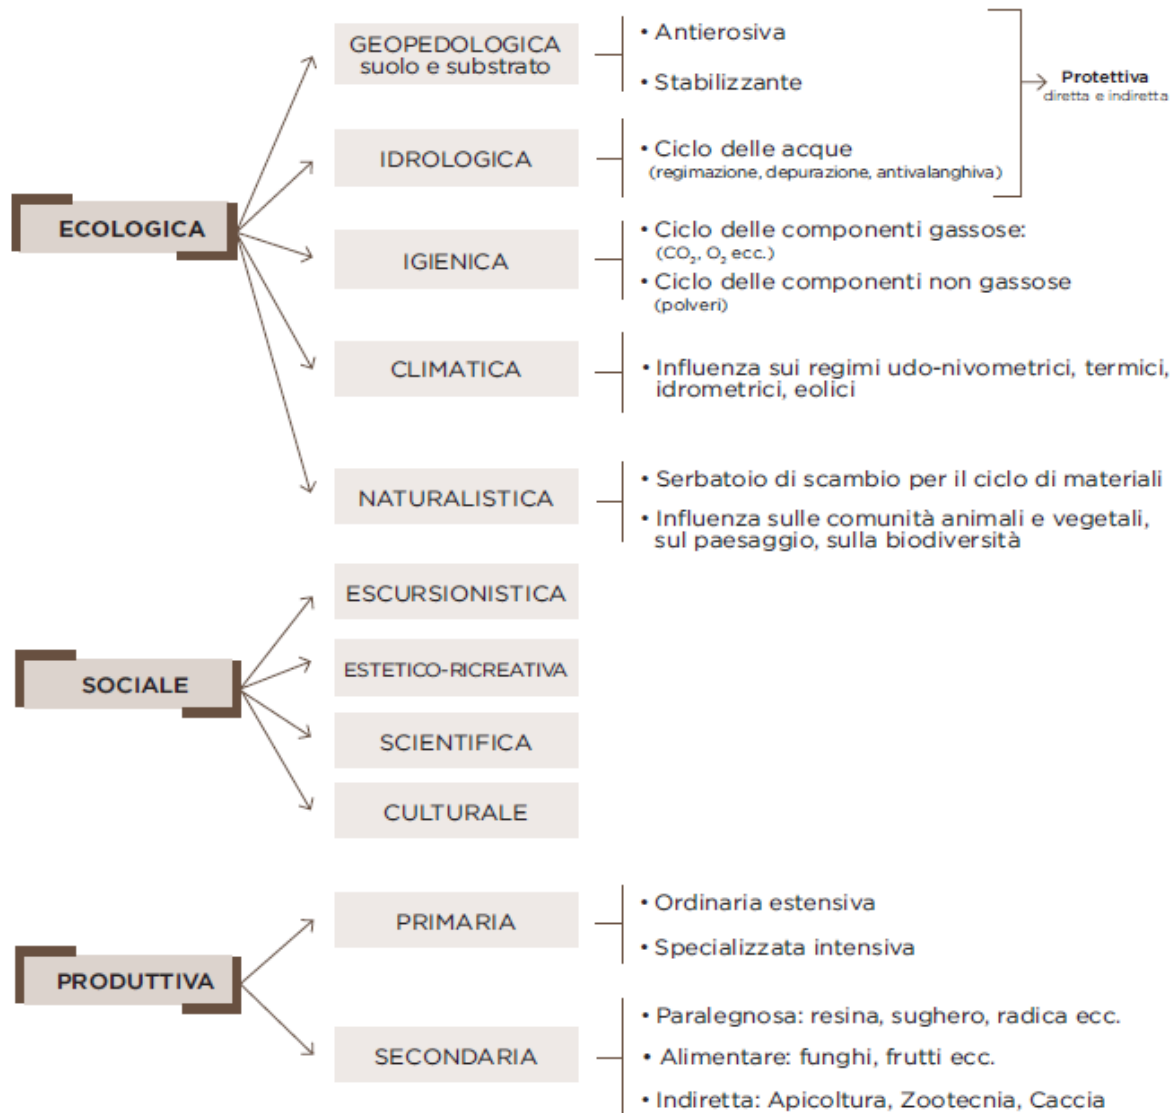 ECOLOGICA
GEOPEDOLOGICA
suolo e substrato
• Antierosiva
• Stabilizzante
Protettiva
diretta e indiretta
IDROLOGICA
• Ciclo delle acque
(regimazione, depurazione, antivalanghiva)
IGIENICA
• Ciclo delle componenti gassose:
(CO₂, O₂ ecc.)
• Ciclo delle componenti non gassose
(polveri)
CLIMATICA
• Influenza sui regimi udo-nivometrici, termici,
idrometrici, eolici
NATURALISTICA
• Serbatoio di scambio per il ciclo di materiali
• Influenza sulle comunità animali e vegetali,
sul paesaggio, sulla biodiversità
SOCIALE
ESCURSIONISTICA
ESTETICO-RICREATIVA
SCIENTIFICA
CULTURALE
PRODUTTIVA
PRIMARIA
• Ordinaria estensiva
• Specializzata intensiva
SECONDARIA
• Paralegnosa: resina, sughero, radica ecc.
• Alimentare: funghi, frutti ecc.
• Indiretta: Apicoltura, Zootecnia, Caccia